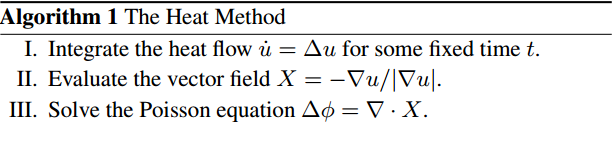 Algorithm 1 The Heat Method
I. Integrate the heat flow u̇ = Δu for some fixed time t.
II. Evaluate the vector field X = −∇u/|∇u|.
III. Solve the Poisson equation Δϕ = ∇ · X.